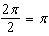 2π/2 = π